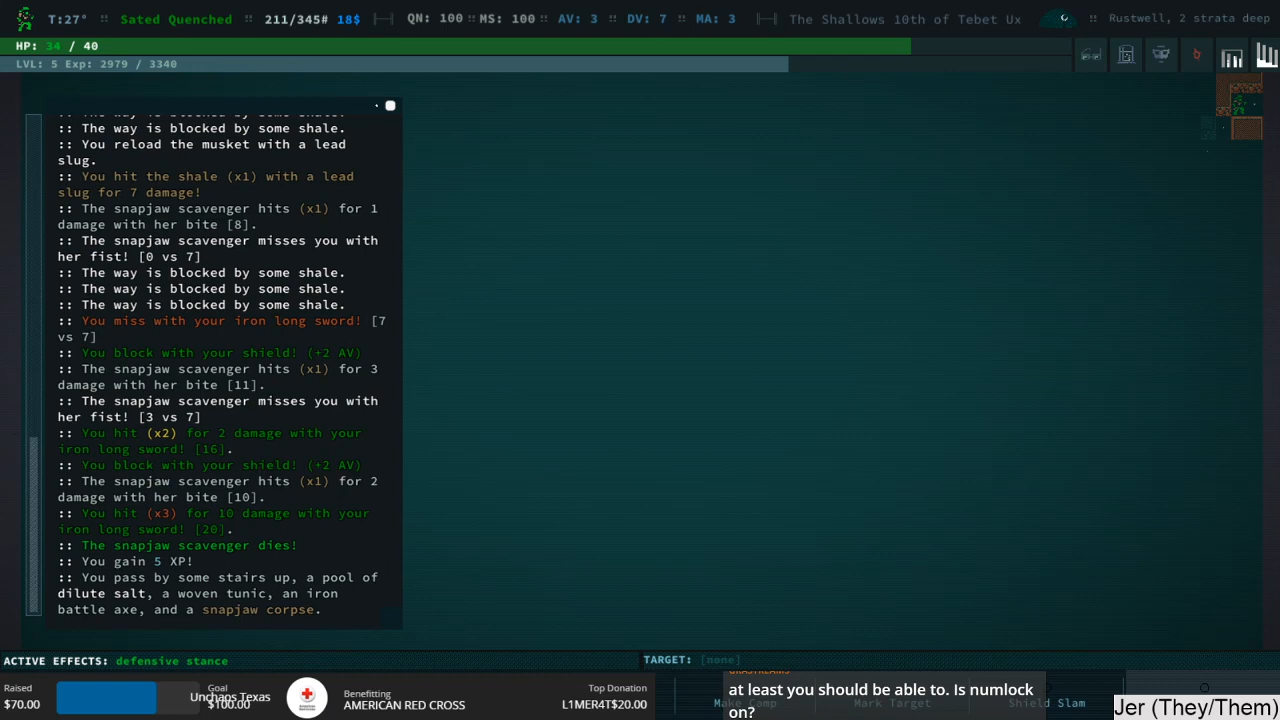 T:27° :: Sated Quenched :: 211/345# 18$ QN: 100 :: MS: 100 :: AV: 3 :: DV: 7 :: MA: 3 The Shallows 10th of Tebet Ux :: Rustwell, 2 strata deep
HP: 34 / 40
LVL: 5 Exp: 2979 / 3340
:: The way is blocked by some shale.
:: The way is blocked by some shale.
:: You reload the musket with a lead
slug.
:: You hit the shale (x1) with a lead
slug for 7 damage!
:: The snapjaw scavenger hits (x1) for 1
damage with her bite [8].
:: The snapjaw scavenger misses you with
her fist! [0 vs 7]
:: The way is blocked by some shale.
:: The way is blocked by some shale.
:: The way is blocked by some shale.
:: You miss with your iron long sword! [7
vs 7]
:: You block with your shield! (+2 AV)
:: The snapjaw scavenger hits (x1) for 3
damage with her bite [11].
:: The snapjaw scavenger misses you with
her fist! [3 vs 7]
:: You hit (x2) for 2 damage with your
iron long sword! [16].
:: You block with your shield! (+2 AV)
:: The snapjaw scavenger hits (x1) for 2
damage with her bite [10].
:: You hit (x3) for 10 damage with your
iron long sword! [20].
:: The snapjaw scavenger dies!
:: You gain 5 XP!
:: You pass by some stairs up, a pool of
dilute salt, a woven tunic, an iron
battle axe, and a snapjaw corpse.
ACTIVE EFFECTS: defensive stance
TARGET: [none]
Raised
$70.00
Goal
$100.00
Unchaos Texas
Benefitting
AMERICAN RED CROSS
Top Donation
L1MERAT$20.00
at least you should be able to. Is numlock
on?
Make Camp
Mark Target
Shield Slam
Jer (They/Them)